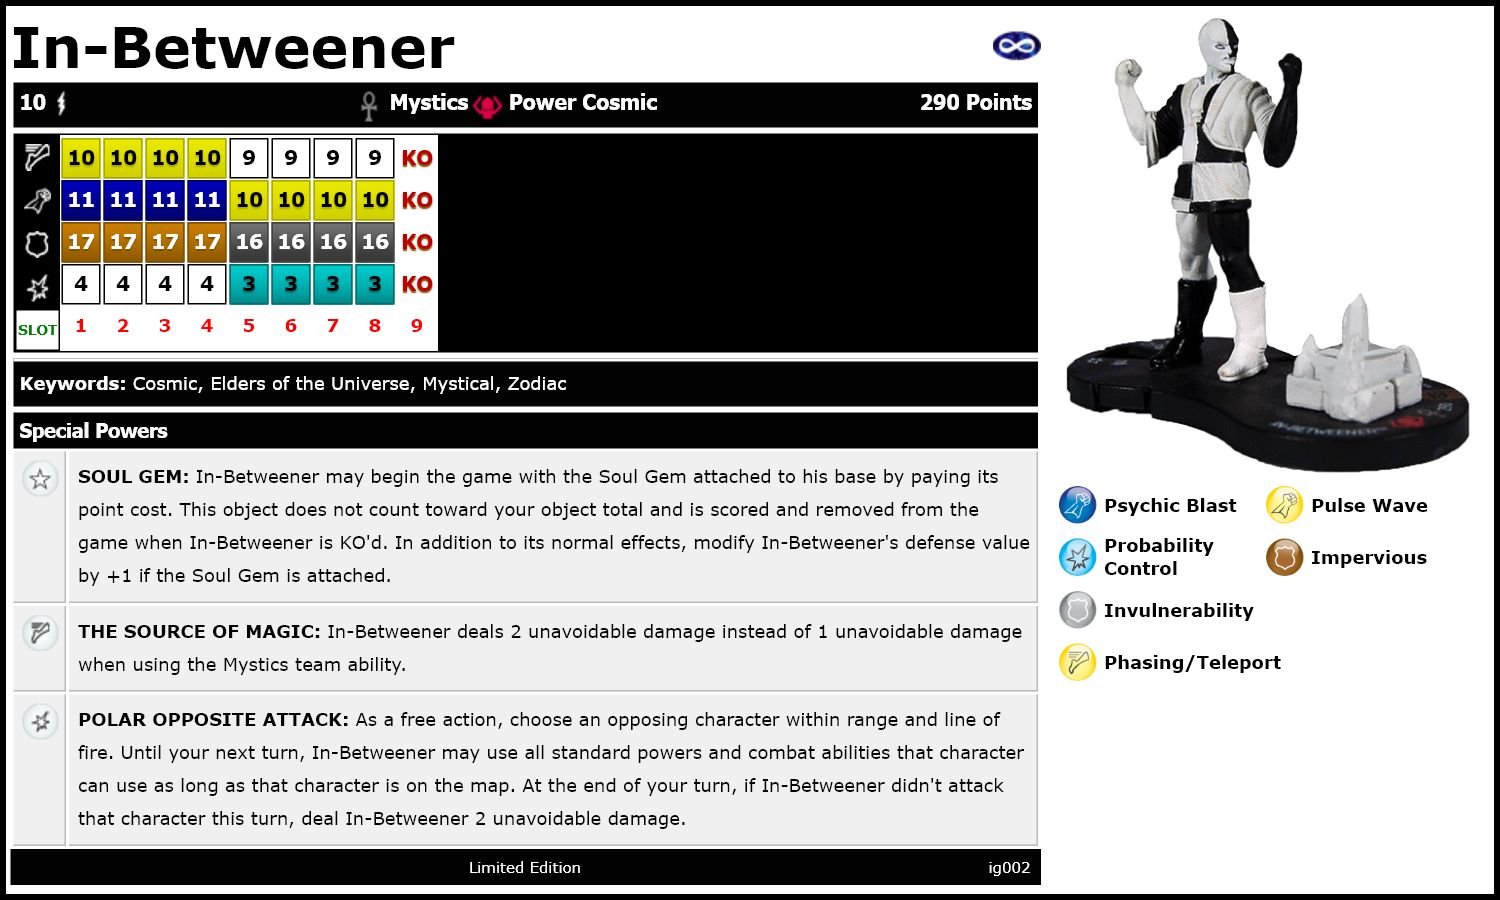 In-Betweener
10 Mystics Power Cosmic 290 Points
10 10 10 10 9 9 9 9 KO
11 11 11 11 10 10 10 10 KO
17 17 17 17 16 16 16 16 KO
4 4 4 4 3 3 3 3 KO
SLOT 1 2 3 4 5 6 7 8 9
Keywords: Cosmic, Elders of the Universe, Mystical, Zodiac
Special Powers
SOUL GEM: In-Betweener may begin the game with the Soul Gem attached to his base by paying its
point cost. This object does not count toward your object total and is scored and removed from the
game when In-Betweener is KO'd. In addition to its normal effects, modify In-Betweener's defense value
by +1 if the Soul Gem is attached.
THE SOURCE OF MAGIC: In-Betweener deals 2 unavoidable damage instead of 1 unavoidable damage
when using the Mystics team ability.
POLAR OPPOSITE ATTACK: As a free action, choose an opposing character within range and line of
fire. Until your next turn, In-Betweener may use all standard powers and combat abilities that character
can use as long as that character is on the map. At the end of your turn, if In-Betweener didn't attack
that character this turn, deal In-Betweener 2 unavoidable damage.
Limited Edition ig002
IN-BETWEENER
Psychic Blast Pulse Wave
Probability
Control
Impervious
Invulnerability
Phasing/Teleport